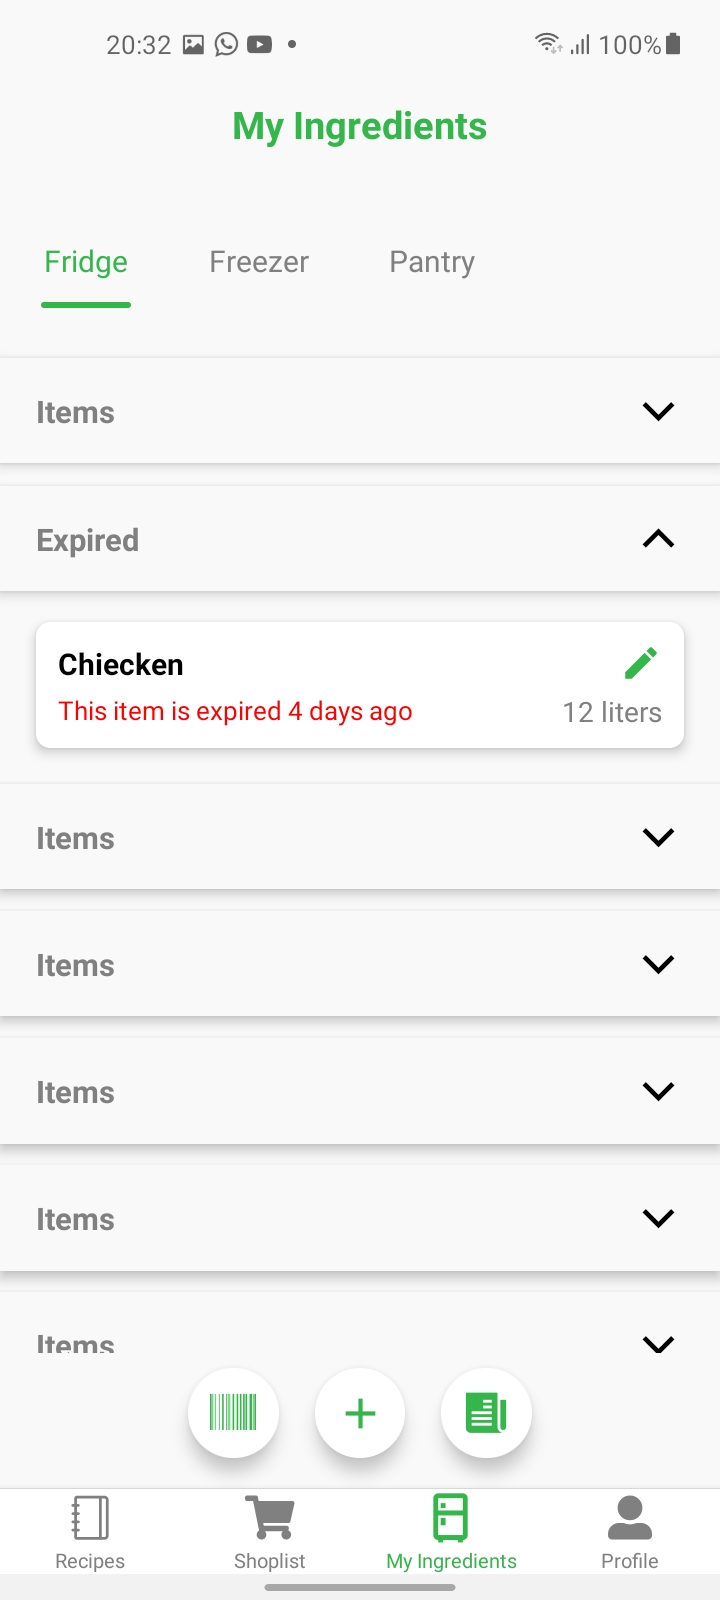 20:32 100%
My Ingredients
Fridge Freezer Pantry
Items
Expired
Chiecken
This item is expired 4 days ago 12 liters
Items
Items
Items
Items
Items
Recipes Shoplist My Ingredients Profile